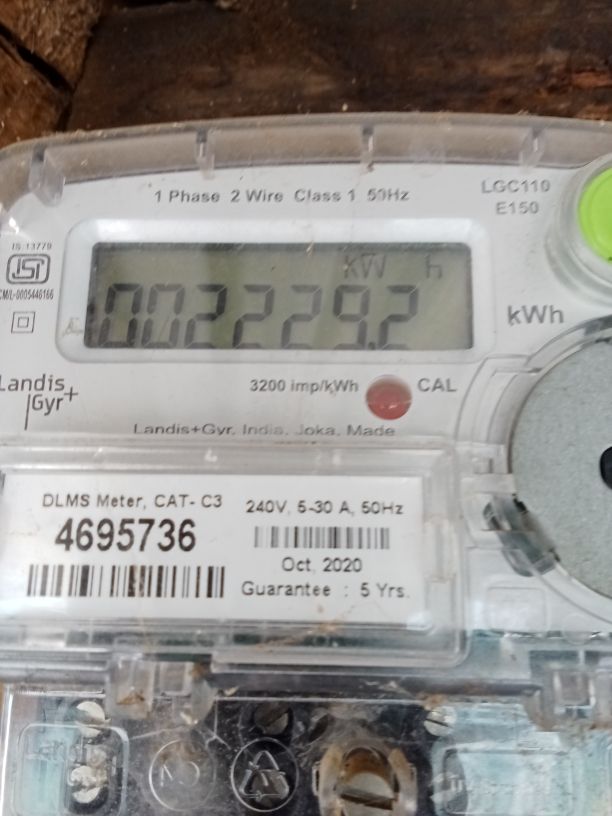 1 Phase 2 Wire Class 1 50Hz
LGC110
E150
IS 13779
CM/L-0005446166
kW h
002229.2
kWh
Landis
Gyr+
3200 imp/kWh
CAL
Landis+Gyr, India, Joka, Made
DLMS Meter, CAT- C3
4695736
240V, 5-30 A, 50Hz
Oct, 2020
Guarantee : 5 Yrs.